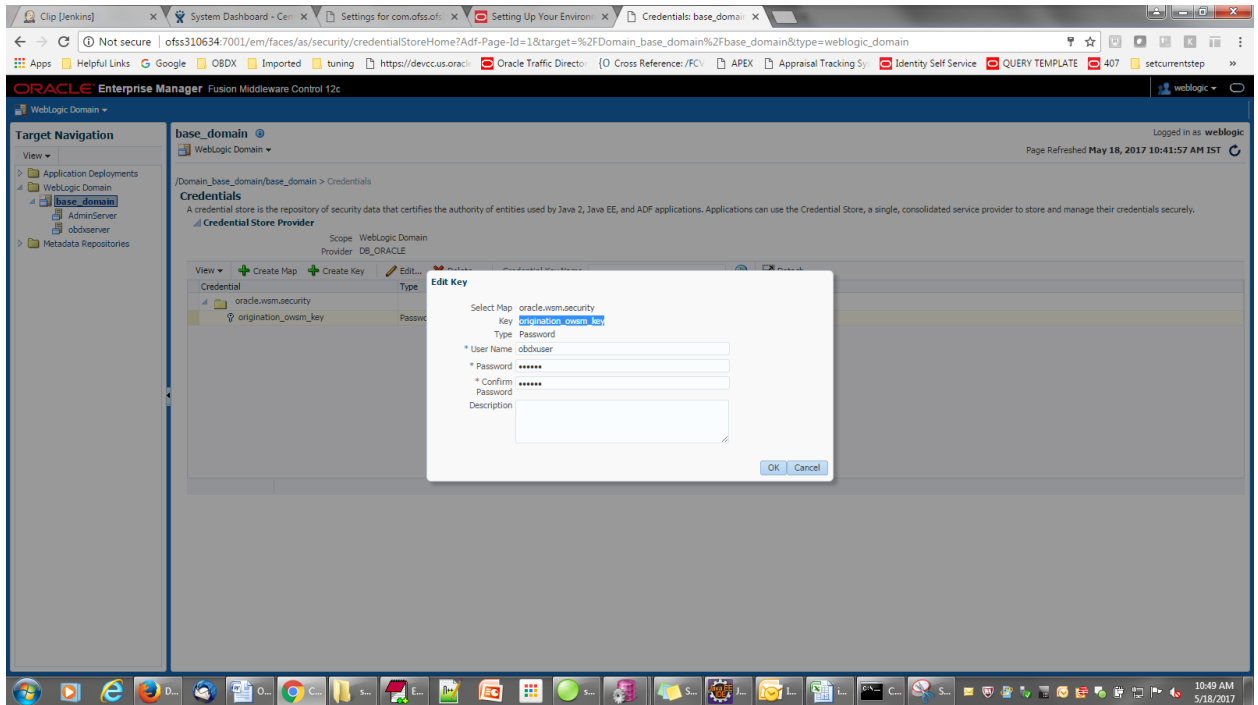 Clip [Jenkins]
System Dashboard - Cen
Settings for com.ofss.ofs
Setting Up Your Environ
Credentials: base_domain
Not secure ofss310634:7001/em/faces/as/security/credentialStoreHome?Adf-Page-Id=1&target=%2FDomain_base_domain%2Fbase_domain&type=weblogic_domain
Apps Helpful Links Google OBDX Imported tuning https://devcc.us.oracle Oracle Traffic Director Cross Reference: /FCV APEX Appraisal Tracking Sy Identity Self Service QUERY TEMPLATE 407 setcurrentstep »
ORACLE Enterprise Manager Fusion Middleware Control 12c
weblogic
WebLogic Domain
Target Navigation
View
Application Deployments
WebLogic Domain
base_domain
AdminServer
obdxserver
Metadata Repositories
base_domain
WebLogic Domain
Logged in as weblogic
Page Refreshed May 18, 2017 10:41:57 AM IST
/Domain_base_domain/base_domain > Credentials
Credentials
A credential store is the repository of security data that certifies the authority of entities used by Java 2, Java EE, and ADF applications. Applications can use the Credential Store, a single, consolidated service provider to store and manage their credentials securely.
Credential Store Provider
Scope WebLogic Domain
Provider DB_ORACLE
View Create Map Create Key Edit... Delete Credential Key Name Detach
Credential Type
oracle.wsm.security
origination_owsm_key Passwo
Edit Key
Select Map oracle.wsm.security
Key origination_owsm_key
Type Password
* User Name obdxuser
* Password ••••••
* Confirm Password ••••••
Description
OK Cancel
10:49 AM
5/18/2017